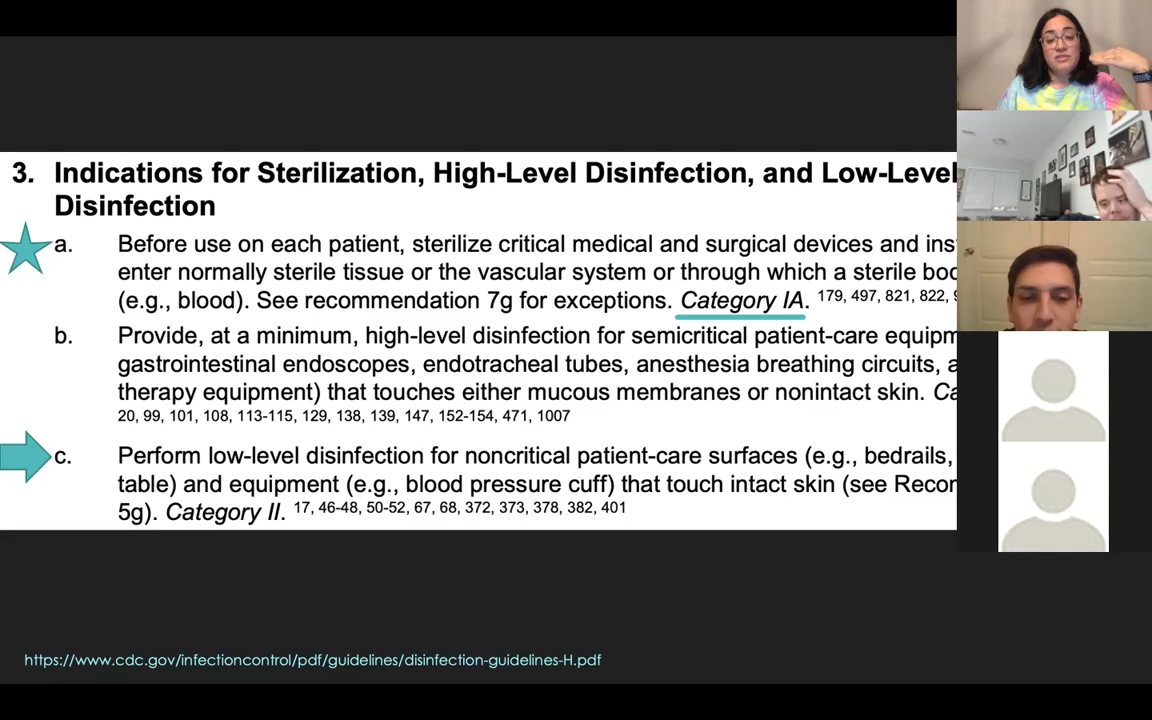 3. Indications for Sterilization, High-Level Disinfection, and Low-Level
Disinfection
a. Before use on each patient, sterilize critical medical and surgical devices and
enter normally sterile tissue or the vascular system or through which a sterile
(e.g., blood). See recommendation 7g for exceptions. Category IA. 179, 497, 821, 822,
b. Provide, at a minimum, high-level disinfection for semicritical patient-care
gastrointestinal endoscopes, endotracheal tubes, anesthesia breathing circuits,
therapy equipment) that touches either mucous membranes or nonintact skin.
20, 99, 101, 108, 113-115, 129, 138, 139, 147, 152-154, 471, 1007
c. Perform low-level disinfection for noncritical patient-care surfaces (e.g., bedrails,
table) and equipment (e.g., blood pressure cuff) that touch intact skin (see
5g). Category II. 17, 46-48, 50-52, 67, 68, 372, 373, 378, 382, 401
https://www.cdc.gov/infectioncontrol/pdf/guidelines/disinfection-guidelines-H.pdf